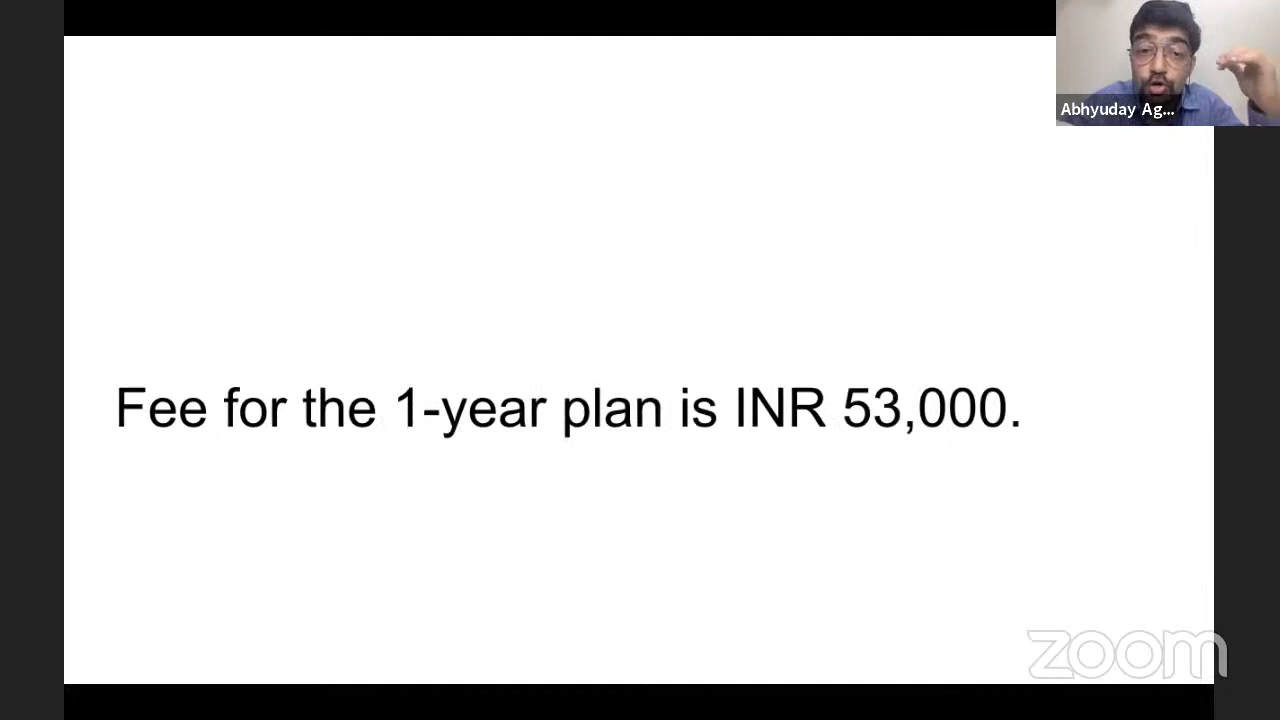 Abhyuday Ag...
Fee for the 1-year plan is INR 53,000.
zoom